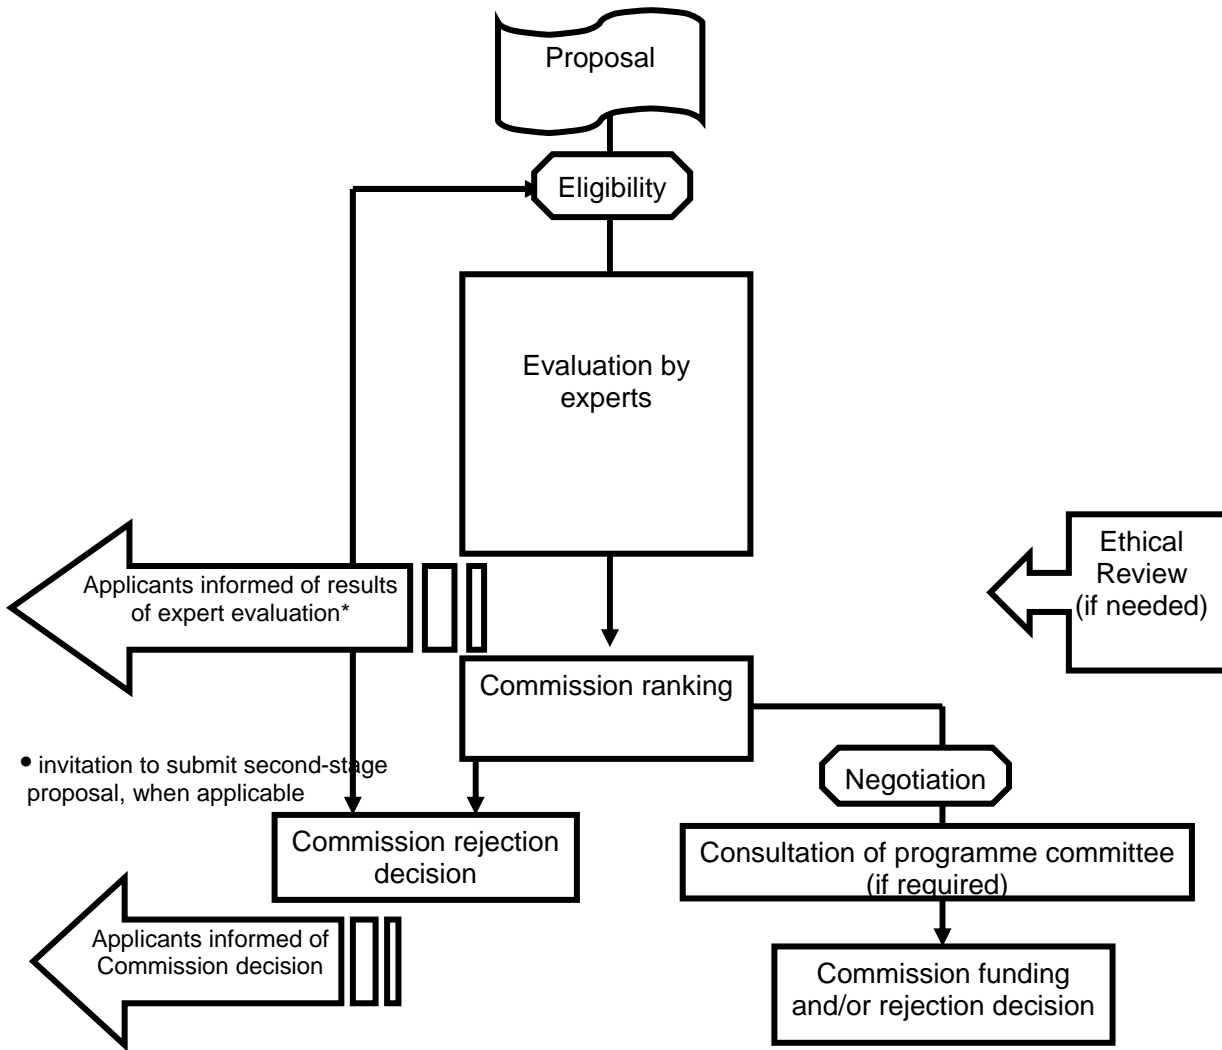 Proposal
Eligibility
Evaluation by
experts
Ethical
Review
(if needed)
Applicants informed of results
of expert evaluation*
Commission ranking
• invitation to submit second-stage
proposal, when applicable
Negotiation
Commission rejection
decision
Consultation of programme committee
(if required)
Applicants informed of
Commission decision
Commission funding
and/or rejection decision